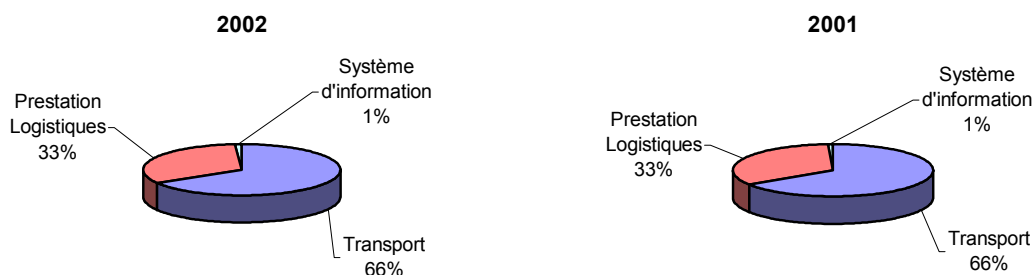 2002
Système
d'information
1%
Prestation
Logistiques
33%
Transport
66%
2001
Système
d'information
1%
Prestation
Logistiques
33%
Transport
66%